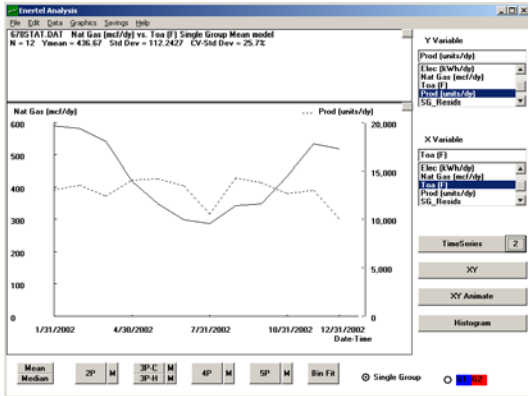 Enertel Analysis
File Edit Data Graphics Savings Help
678STAT.DAT Nat Gas (mcf/dy) vs. Toa (F) Single Group Mean model
N = 12 Ymean = 436.67 Std Dev = 112.2427 CV-Std Dev = 25.7%
Nat Gas (mcf/dy)
Prod (units/dy)
600
500
400
300
200
100
0
20,000
15,000
10,000
5,000
0
1/31/2002
4/30/2002
7/31/2002
10/31/2002
12/31/2002
Date-Time
Y Variable
Prod (units/dy)
Elec (kWh/dy)
Nat Gas (mcf/dy)
Toa (F)
Prod (units/dy)
SG_Resids
X Variable
Toa (F)
Elec (kWh/dy)
Nat Gas (mcf/dy)
Toa (F)
Prod (units/dy)
SG_Resids
TimeSeries
2
XY
XY Animate
Histogram
Mean
Median
2P
M
3P-C
M
3P-H
M
4P
M
5P
M
Bin Fit
Single Group
G1
G2